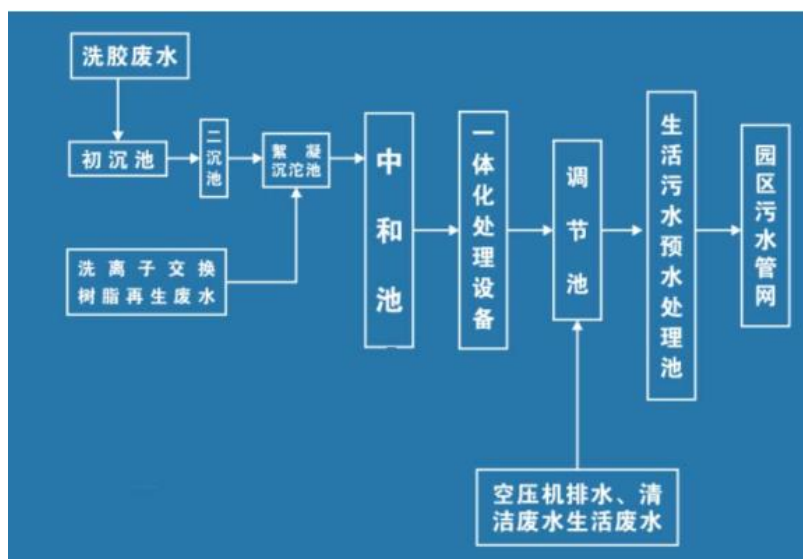 洗胶废水
初沉池
二沉池
絮凝
沉沱池
洗离子交换
树脂再生废水
中和池
一体化处理设备
调节池
生活污水预水处理池
园区污水管网
空压机排水、清
洁废水生活废水